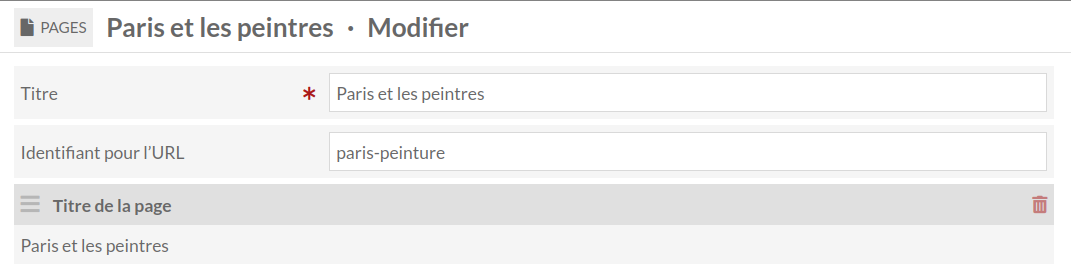 PAGES Paris et les peintres · Modifier
Titre * Paris et les peintres
Identifiant pour l’URL paris-peinture
Titre de la page
Paris et les peintres